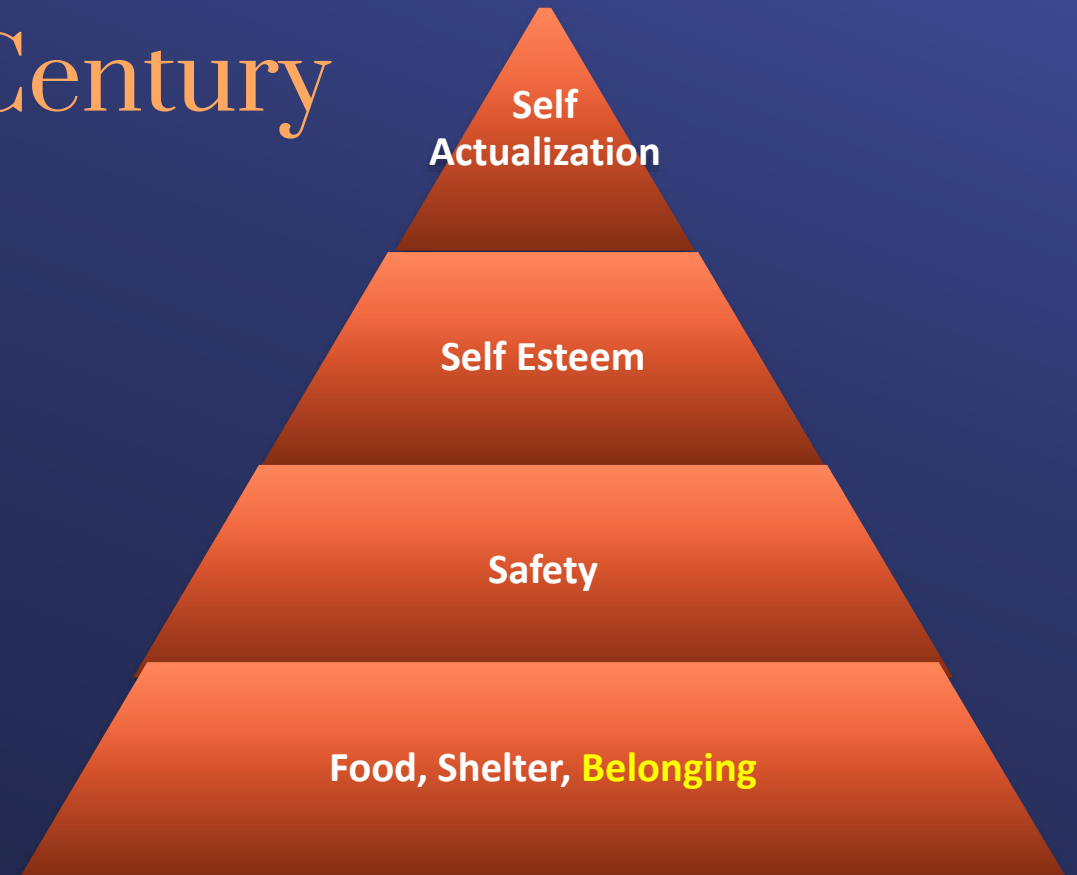 Century
Self
Actualization
Self Esteem
Safety
Food, Shelter, Belonging